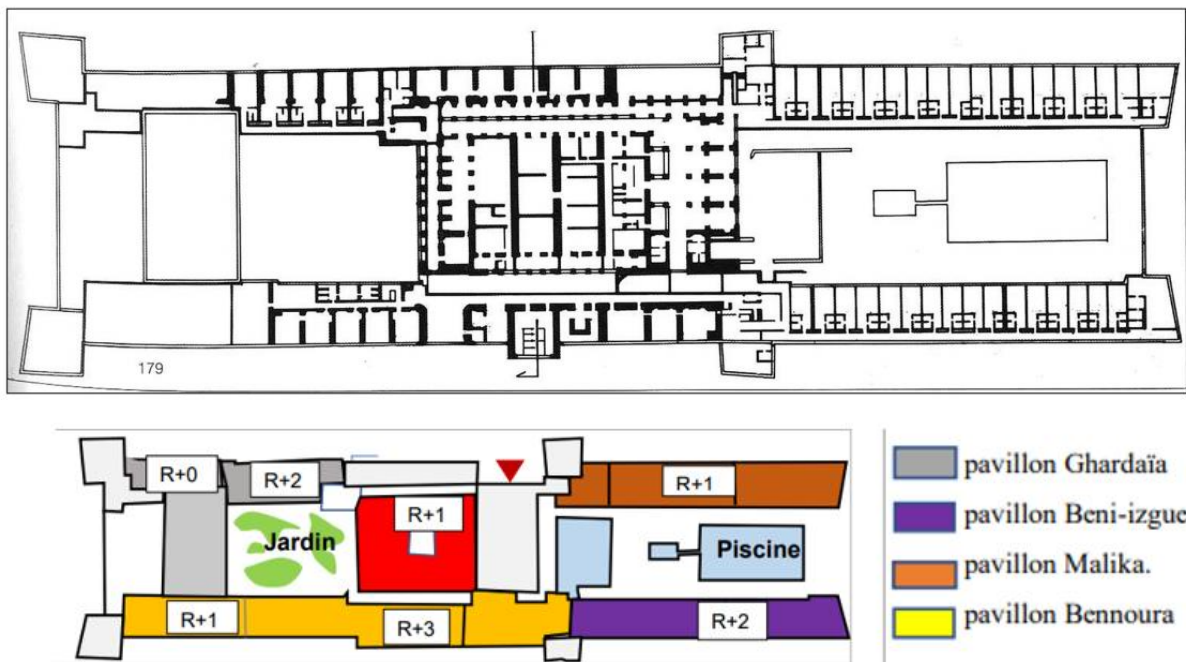 179
R+0
R+2
R+1
Jardin
Piscine
R+1
R+1
R+3
R+2
pavillon Ghardaïa
pavillon Beni-izgue
pavillon Malika.
pavillon Bennoura